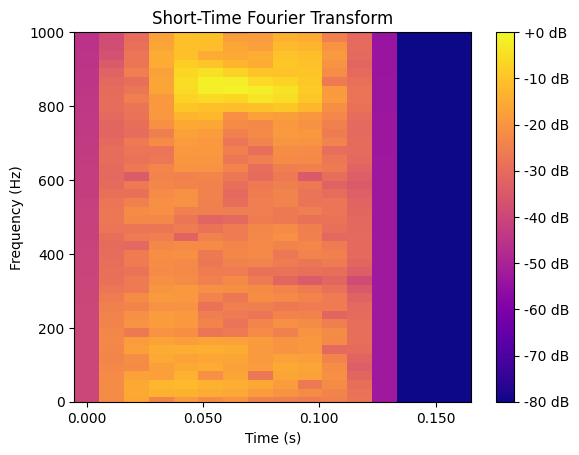 Short-Time Fourier Transform
1000
800
600
400
200
0
Frequency (Hz)
0.000
0.050
0.100
0.150
Time (s)
+0 dB
-10 dB
-20 dB
-30 dB
-40 dB
-50 dB
-60 dB
-70 dB
-80 dB